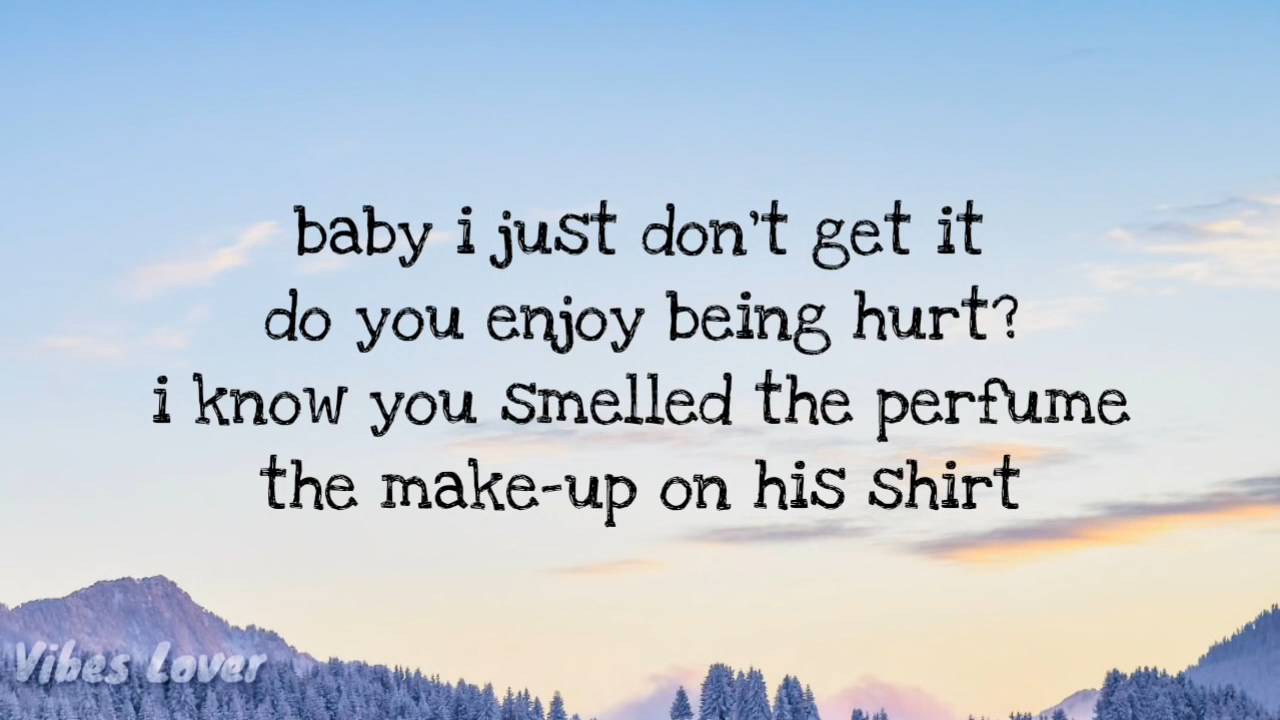 baby i just don't get it
do you enjoy being hurt?
i know you smelled the perfume
the make-up on his shirt
Vibes Lover